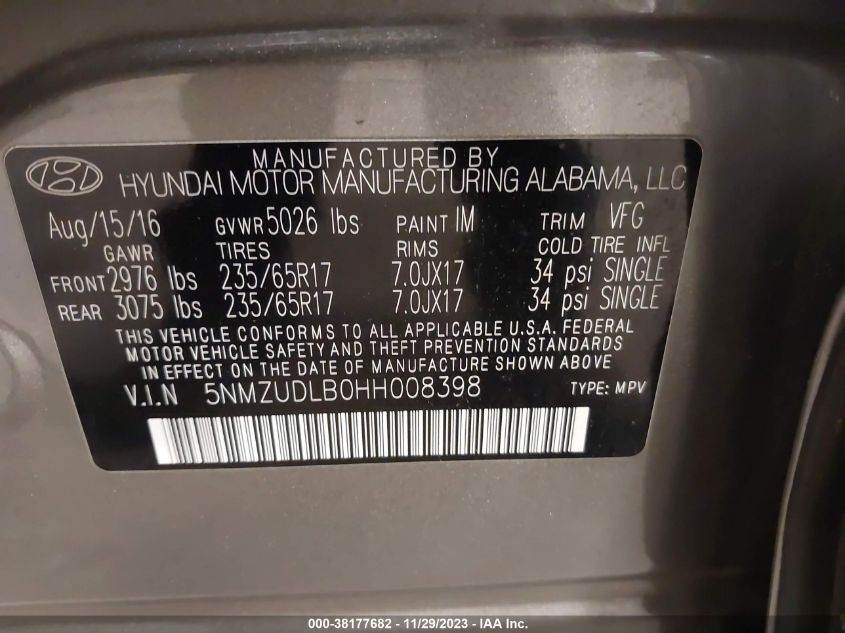 MANUFACTURED BY
HYUNDAI MOTOR MANUFACTURING ALABAMA, LLC
Aug/15/16 GVWR 5026 lbs PAINT IM TRIM VFG
GAWR TIRES RIMS COLD TIRE INFL
FRONT 2976 lbs 235/65R17 7.0JX17 34 psi SINGLE
REAR 3075 lbs 235/65R17 7.0JX17 34 psi SINGLE
THIS VEHICLE CONFORMS TO ALL APPLICABLE U.S.A. FEDERAL
MOTOR VEHICLE SAFETY AND THEFT PREVENTION STANDARDS
IN EFFECT ON THE DATE OF MANUFACTURE SHOWN ABOVE
V.I.N 5NMZUDLB0HH008398 TYPE: MPV
000-38177682 - 11/29/2023 - IAA Inc.